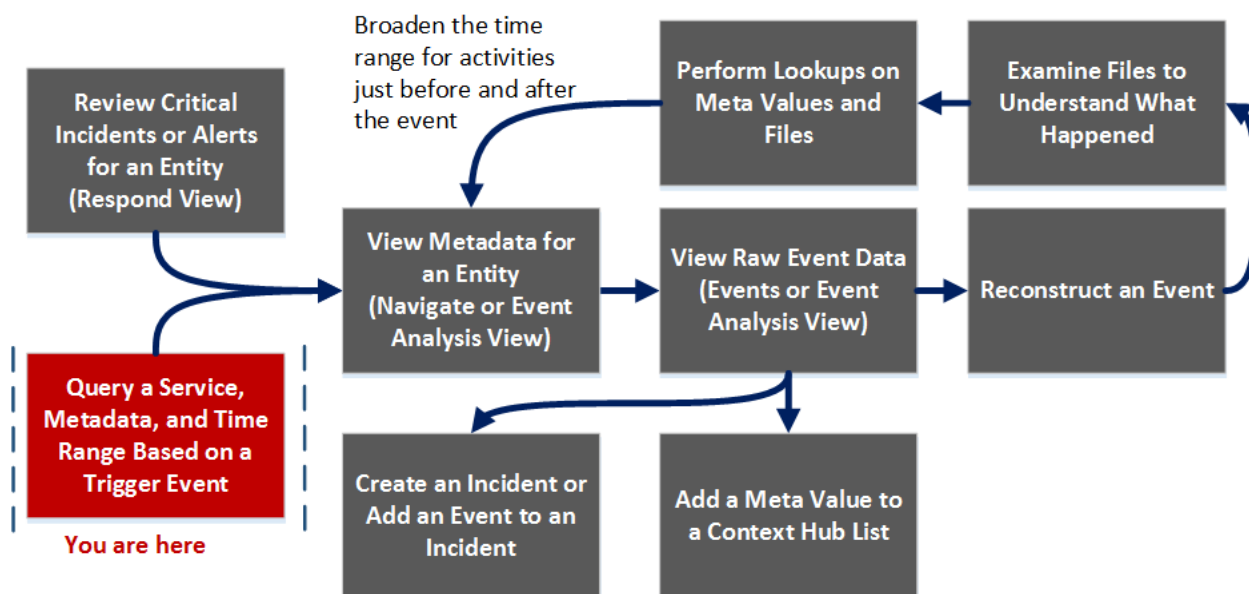 Broaden the time
range for activities
just before and after
the event
Review Critical
Incidents or Alerts
for an Entity
(Respond View)
Perform Lookups on
Meta Values and
Files
Examine Files to
Understand What
Happened
View Metadata for
an Entity
(Navigate or Event
Analysis View)
View Raw Event Data
(Events or Event
Analysis View)
Reconstruct an Event
Query a Service,
Metadata, and Time
Range Based on a
Trigger Event
You are here
Create an Incident or
Add an Event to an
Incident
Add a Meta Value to
a Context Hub List